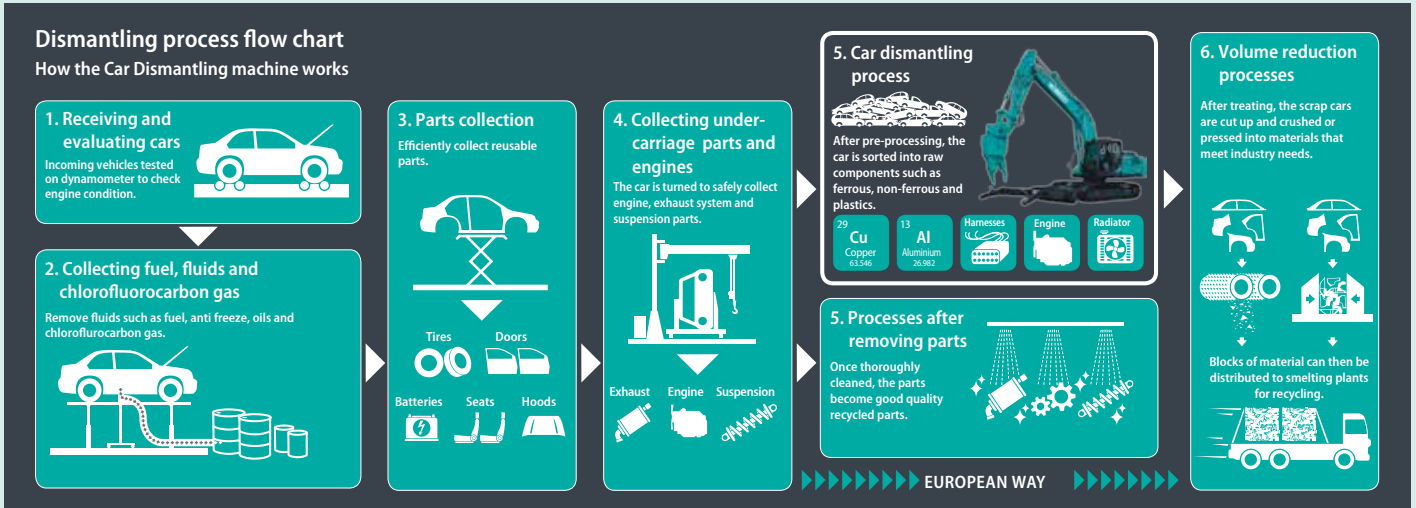 Dismantling process flow chart
How the Car Dismantling machine works
1. Receiving and
evaluating cars
Incoming vehicles tested
on dynamometer to check
engine condition.
2. Collecting fuel, fluids and
chlorofluorocarbon gas
Remove fluids such as fuel, anti freeze, oils and
chloroflurocarbon gas.
3. Parts collection
Efficiently collect reusable
parts.
Tires
Doors
Batteries
Seats
Hoods
4. Collecting under-
carriage parts and
engines
The car is turned to safely collect
engine, exhaust system and
suspension parts.
Exhaust
Engine
Suspension
5. Car dismantling
process
After pre-processing, the
car is sorted into raw
components such as
ferrous, non-ferrous and
plastics.
29
Cu
Copper
63.546
13
Al
Aluminium
26.982
Harnesses
Engine
Radiator
5. Processes after
removing parts
Once thoroughly
cleaned, the parts
become good quality
recycled parts.
EUROPEAN WAY
6. Volume reduction
processes
After treating, the scrap cars
are cut up and crushed or
pressed into materials that
meet industry needs.
Blocks of material can then be
distributed to smelting plants
for recycling.